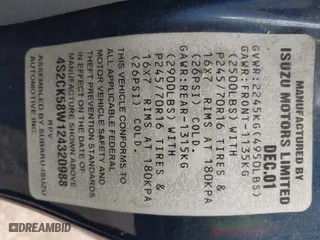 ISUZU MOTORS LIMITED
DEC.01
GVWR:2245KG(4950LBS)
GAWR:FRONT-1135KG
(2500LBS) WITH
P245/70R16 TIRES &
16X7 RIMS AT 180KPA
(26PSI) COLD.
GAWR:REAR-1315KG
(2900LBS) WITH
P245/70R16 TIRES &
16X7 RIMS AT 180KPA
(26PSI) COLD.
THIS VEHICLE CONFORMS TO
ALL APPLICABLE FEDERAL
MOTOR VEHICLE SAFETY AND
THEFT PREVENTION STANDARDS
IN EFFECT ON THE DATE OF
MANUFACTURE SHOWN ABOVE.
4S2CK58W124320988
MPV
ASSEMBLED BY SUBARU-ISUZU
AUTOMOTIVE INC.
DREAMBID